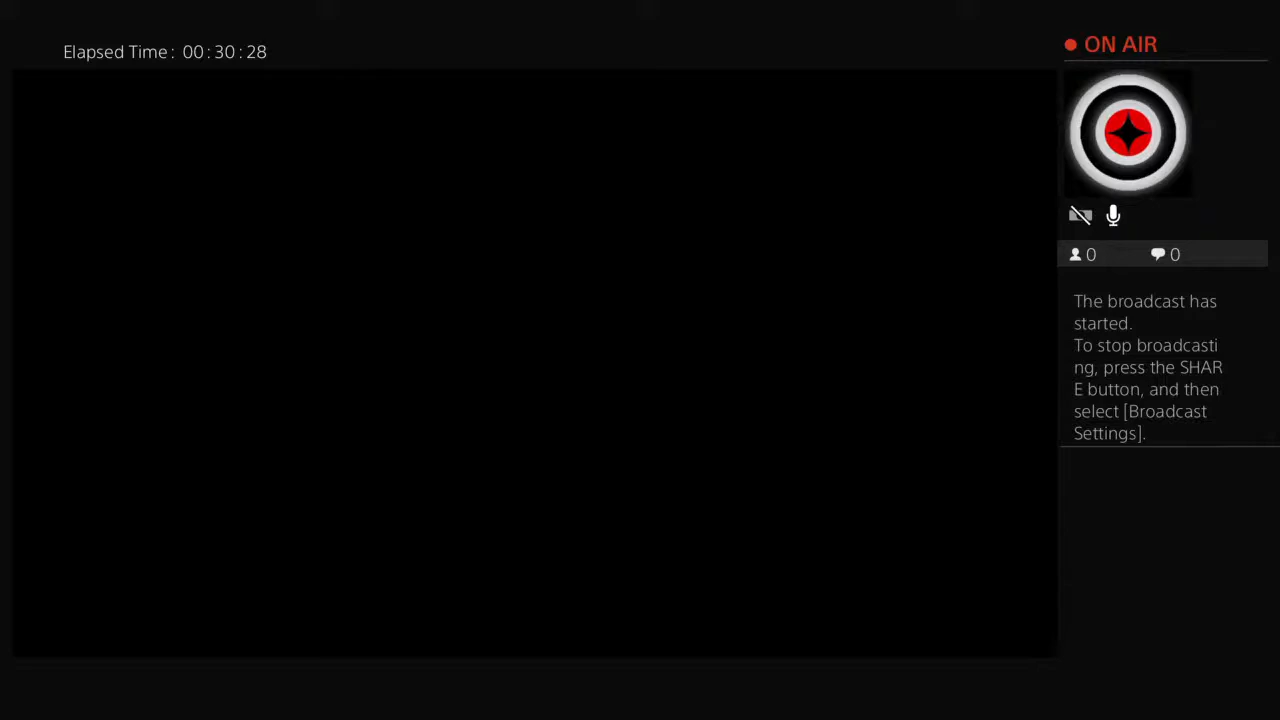 Elapsed Time: 00:30:28
ON AIR
0 0
The broadcast has
started.
To stop broadcasti
ng, press the SHAR
E button, and then
select [Broadcast
Settings].